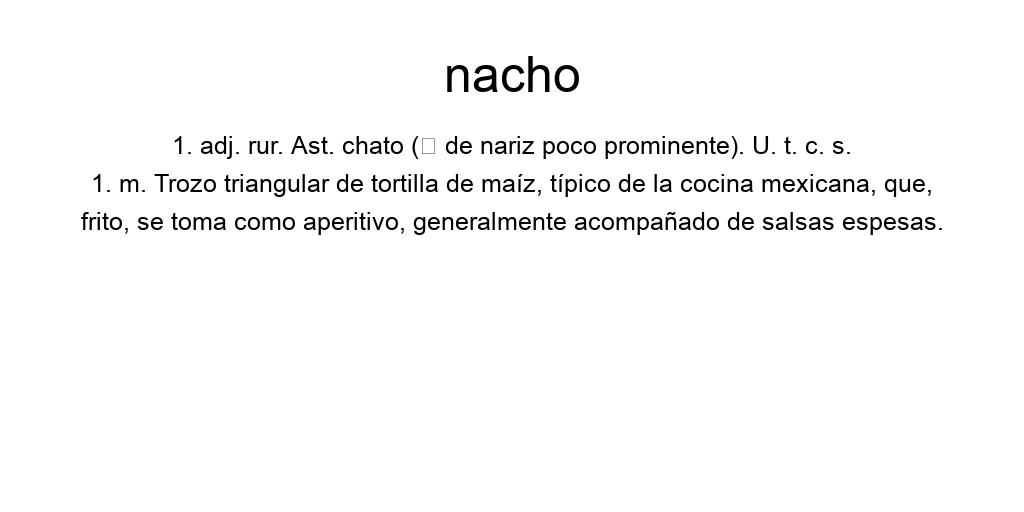 nacho
1. adj. rur. Ast. chato (□ de nariz poco prominente). U. t. c. s.
1. m. Trozo triangular de tortilla de maíz, típico de la cocina mexicana, que,
frito, se toma como aperitivo, generalmente acompañado de salsas espesas.